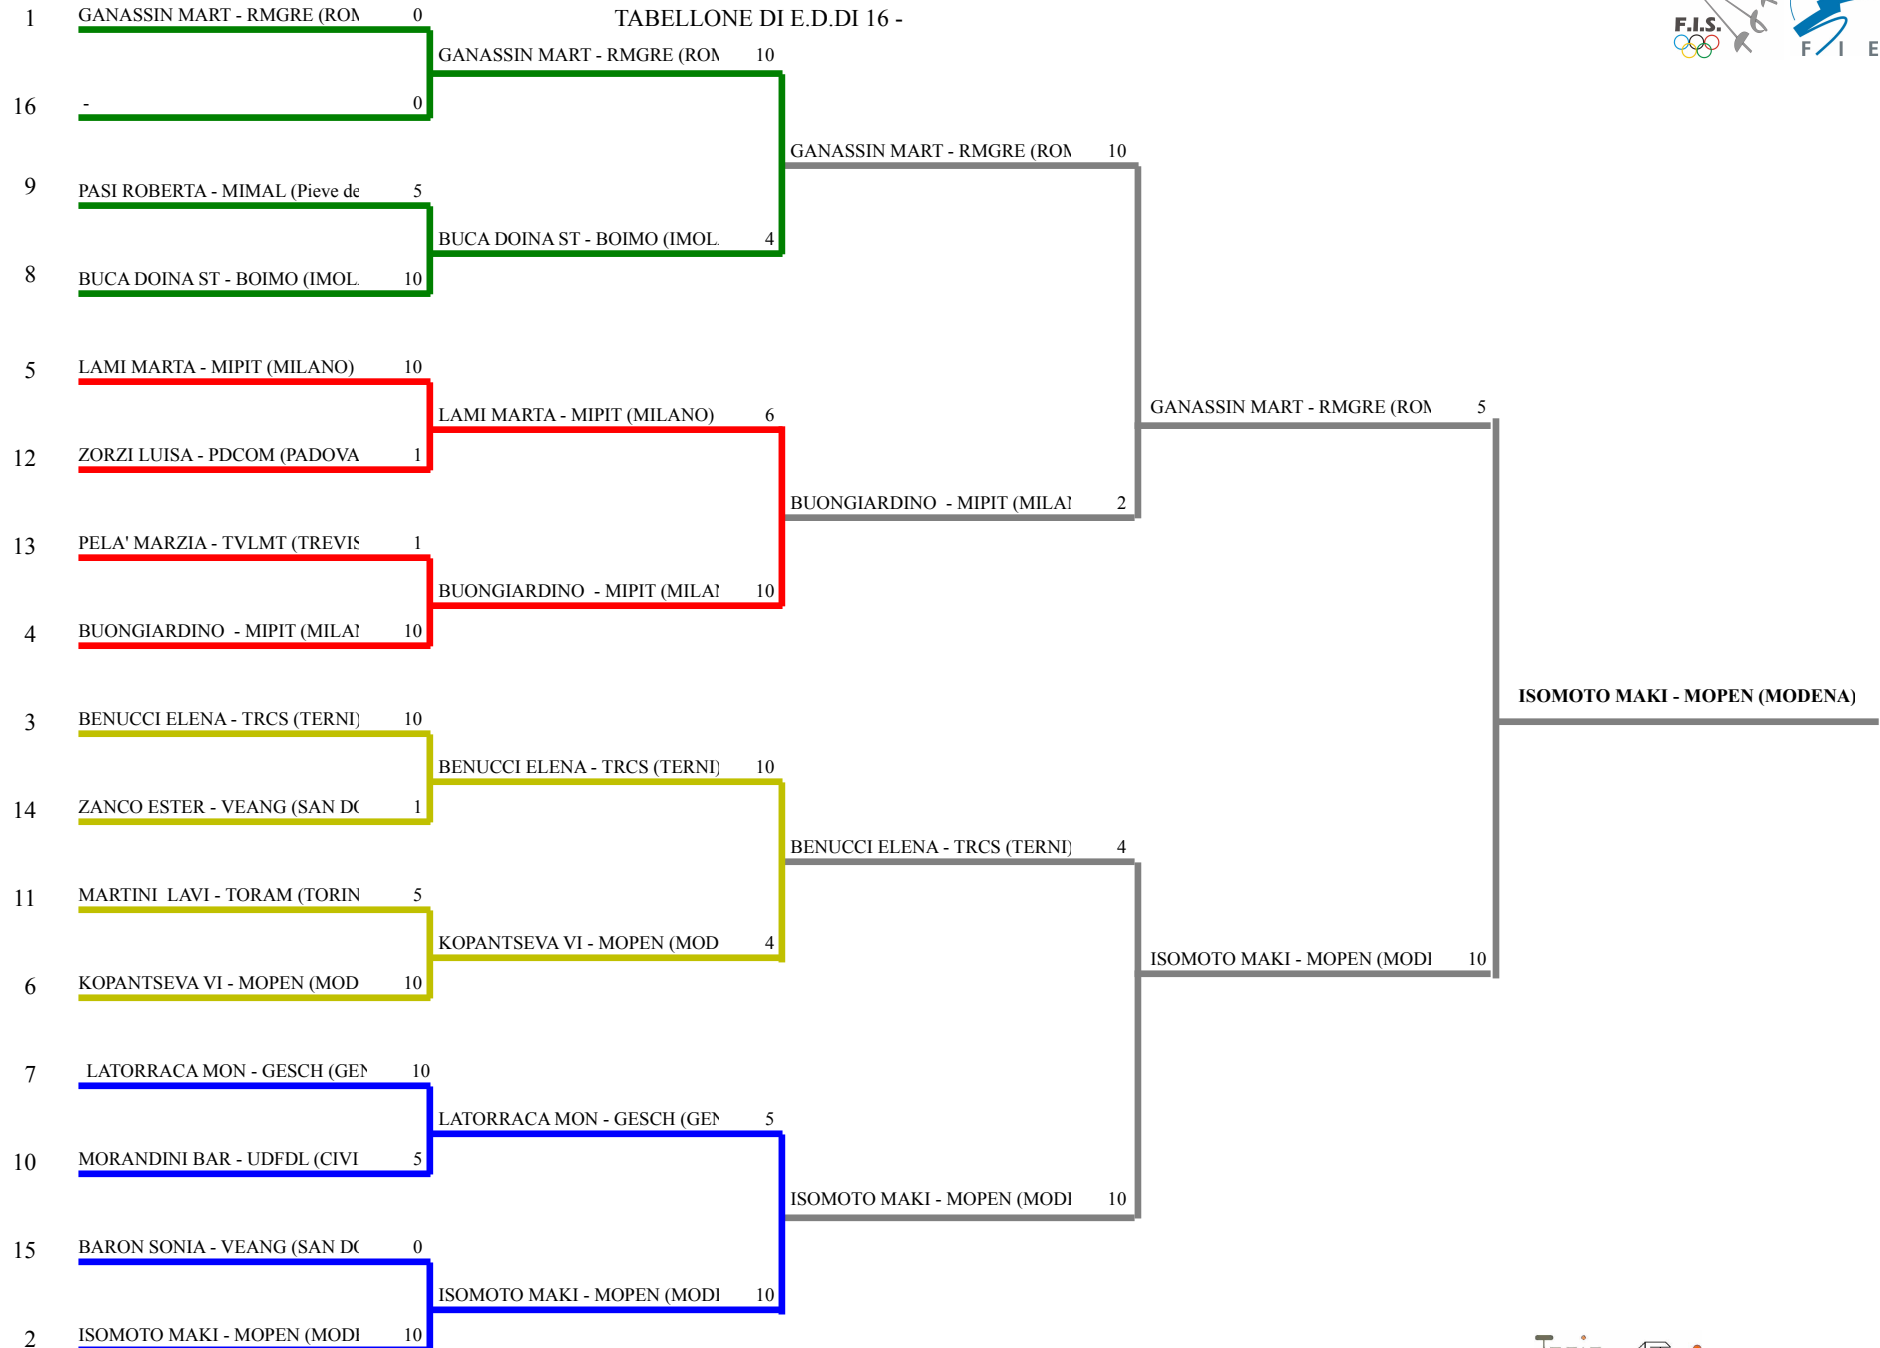 TABELLONE DI E.D.DI 16 -
F.I.S.
F I E
1 GANASSIN MART - RMGRE (ROM 0
GANASSIN MART - RMGRE (ROM 10
16 - 0
GANASSIN MART - RMGRE (ROM 10
9 PASI ROBERTA - MIMAL (Pieve de 5
BUCA DOINA ST - BOIMO (IMOL. 4
8 BUCA DOINA ST - BOIMO (IMOL. 10
5 LAMI MARTA - MIPIT (MILANO) 10
GANASSIN MART - RMGRE (ROM 5
LAMI MARTA - MIPIT (MILANO) 6
12 ZORZI LUISA - PDCOM (PADOVA 1
BUONGIARDINO - MIPIT (MILAN 2
13 PELA' MARZIA - TVLMT (TREVIS 1
BUONGIARDINO - MIPIT (MILAN 10
4 BUONGIARDINO - MIPIT (MILAN 10
ISOMOTO MAKI - MOPEN (MODENA)
3 BENUCCI ELENA - TRCS (TERNI) 10
BENUCCI ELENA - TRCS (TERNI) 10
14 ZANCO ESTER - VEANG (SAN DO 1
BENUCCI ELENA - TRCS (TERNI) 4
11 MARTINI LAVI - TORAM (TORIN 5
KOPANTSEVA VI - MOPEN (MOD 4
ISOMOTO MAKI - MOPEN (MODE 10
6 KOPANTSEVA VI - MOPEN (MOD 10
7 LATORRACA MON - GESCH (GEN 10
LATORRACA MON - GESCH (GEN 5
10 MORANDINI BAR - UDFDL (CIVI 5
ISOMOTO MAKI - MOPEN (MODE 10
15 BARON SONIA - VEANG (SAN DO 0
ISOMOTO MAKI - MOPEN (MODE 10
2 ISOMOTO MAKI - MOPEN (MODE 10